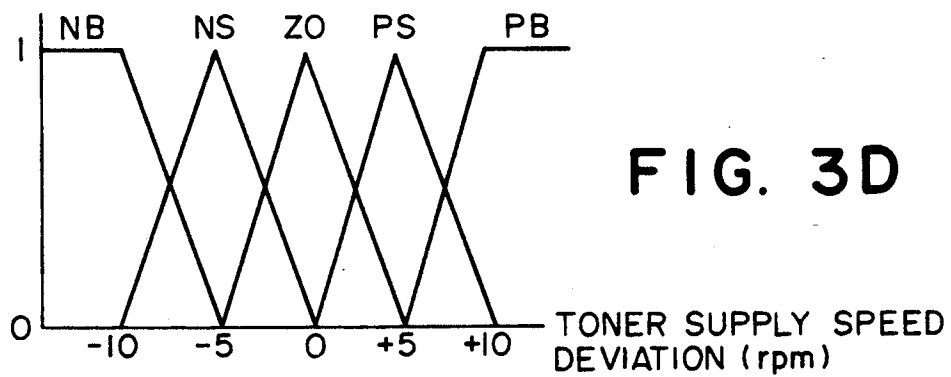 NB NS ZO PS PB
1
FIG. 3D
0
-10 -5 0 +5 +10
TONER SUPPLY SPEED
DEVIATION (rpm)